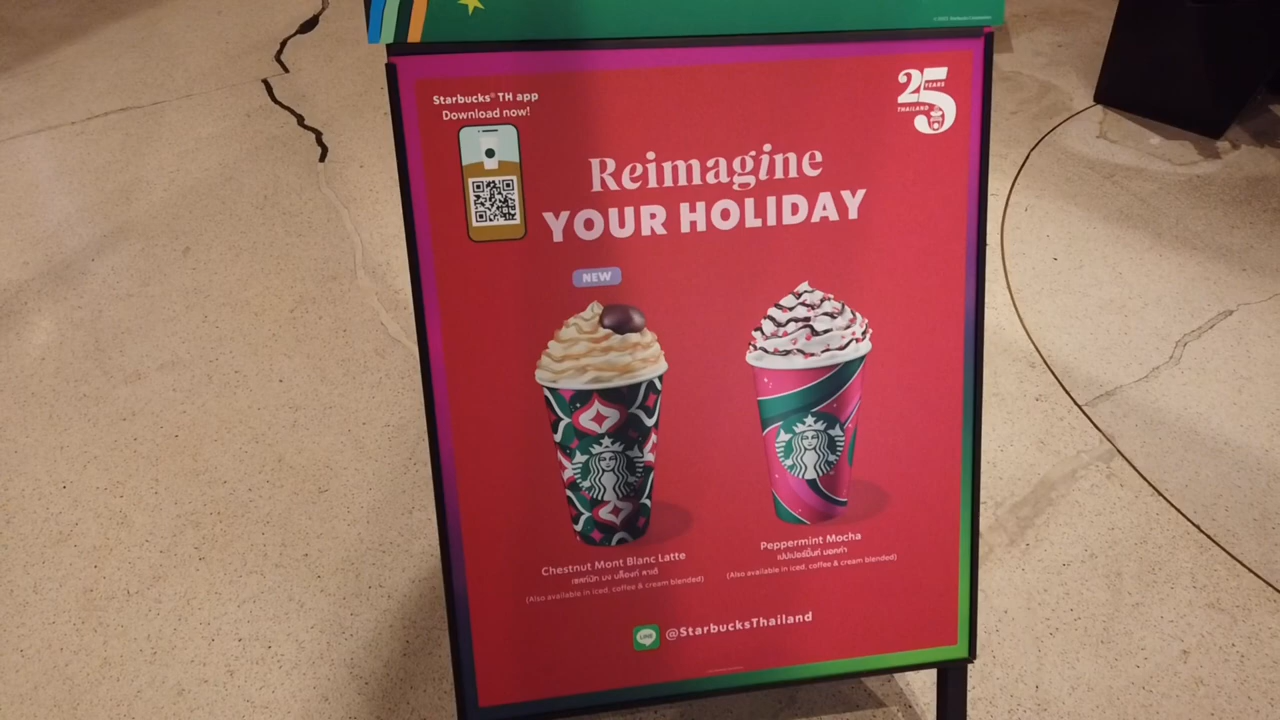 Starbucks® TH app
Download now!
25
YEARS
THAILAND
Reimagine
YOUR HOLIDAY
NEW
Chestnut Mont Blanc Latte
เชสท์นัท มง บล็องก์ ลาเต้
(Also available in iced, coffee & cream blended)
Peppermint Mocha
เปปเปอร์มิ้นท์ มอคค่า
(Also available in iced, coffee & cream blended)
LINE
@StarbucksThailand